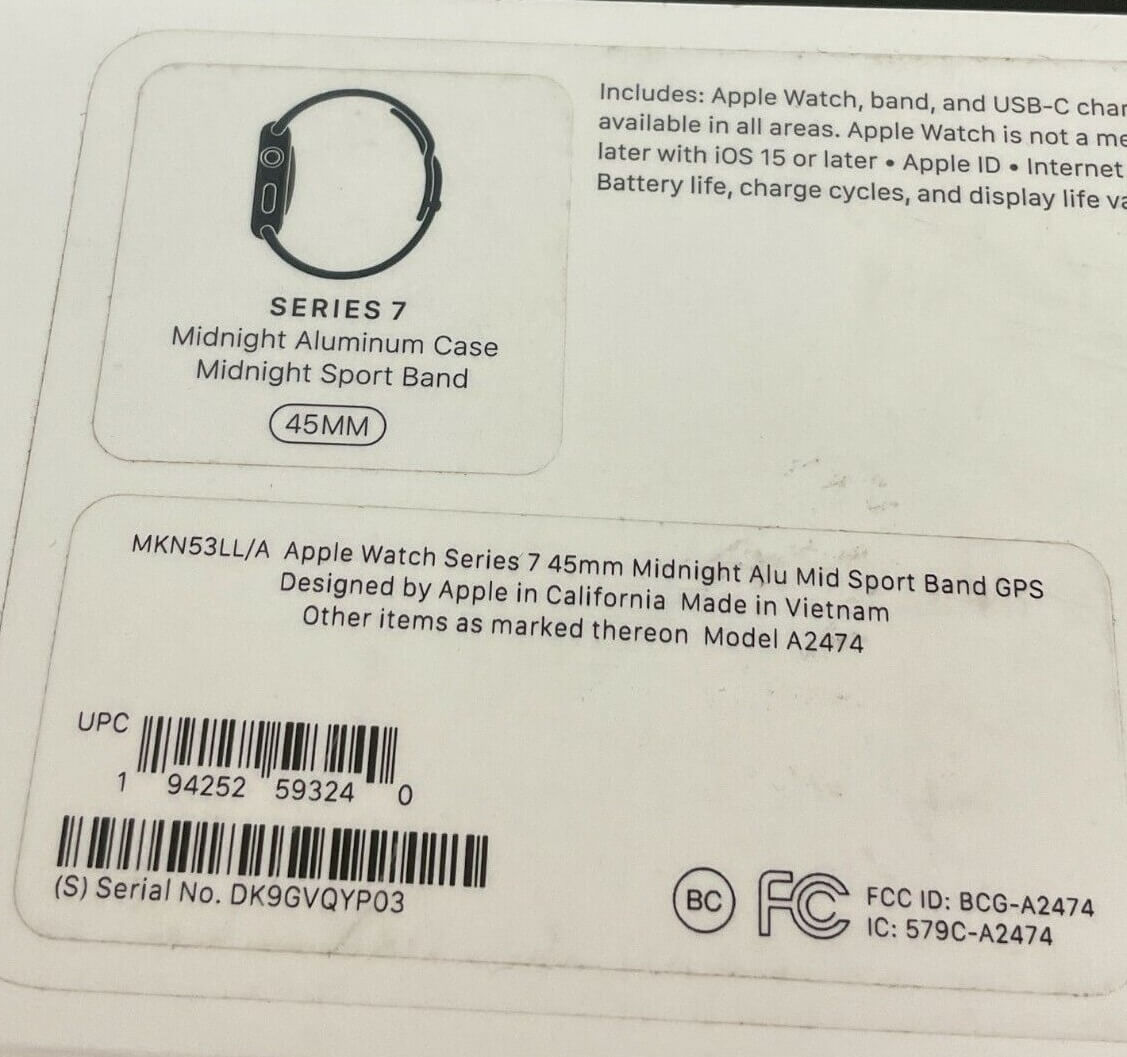 Includes: Apple Watch, band, and USB-C char
available in all areas. Apple Watch is not a me
later with iOS 15 or later • Apple ID • Internet
Battery life, charge cycles, and display life va
SERIES 7
Midnight Aluminum Case
Midnight Sport Band
45MM
MKN53LL/A Apple Watch Series 7 45mm Midnight Alu Mid Sport Band GPS
Designed by Apple in California Made in Vietnam
Other items as marked thereon Model A2474
UPC
1 94252 59324 0
(S) Serial No. DK9GVQYP03
BC FC FCC ID: BCG-A2474
IC: 579C-A2474